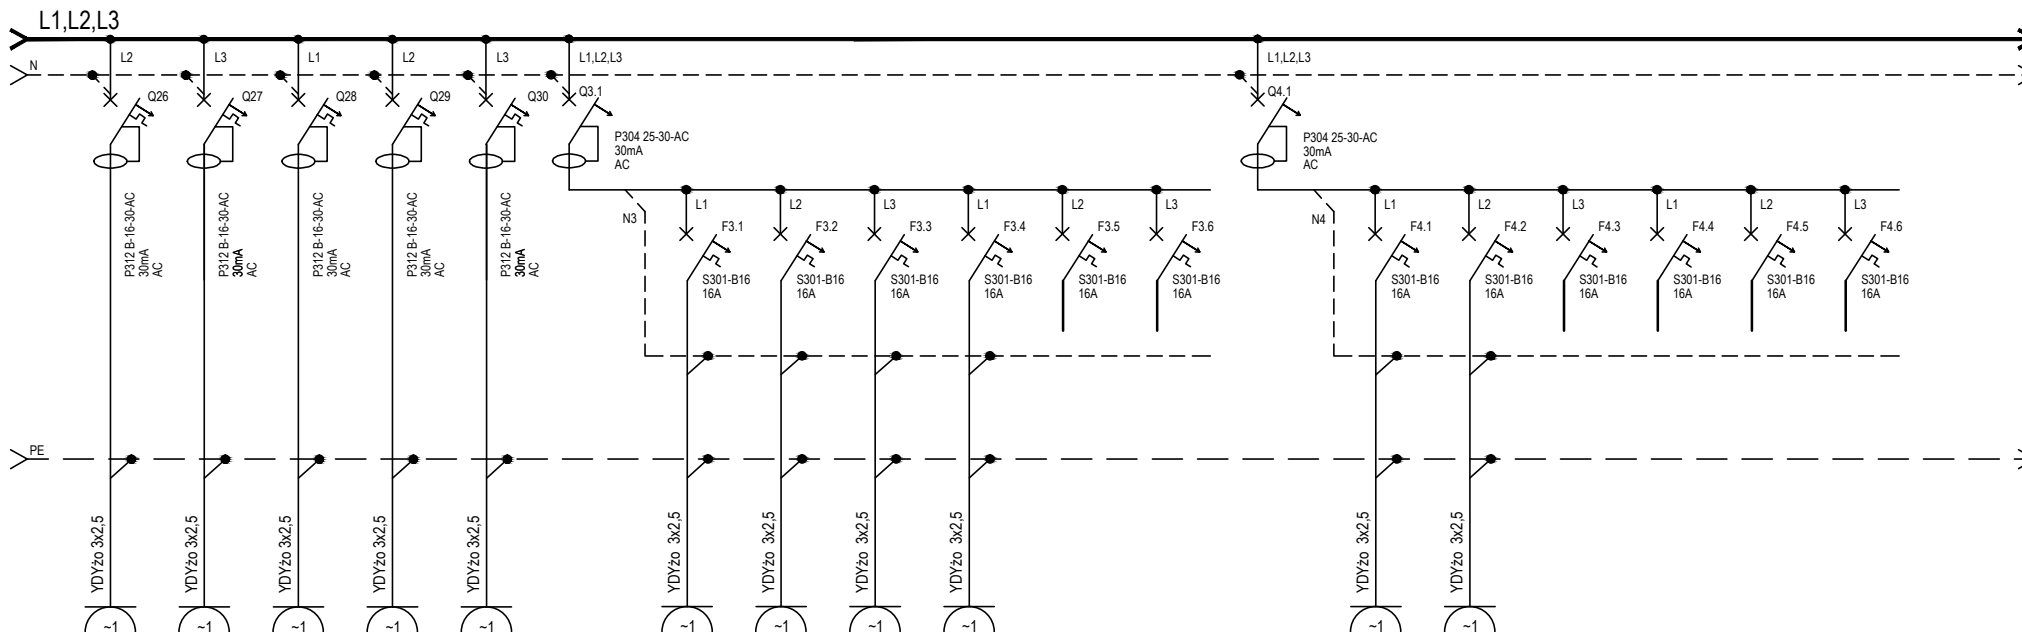 L1,L2,L3
N
L2
L3
L1
L2
L3
L1,L2,L3
L1,L2,L3
Q26
Q27
Q28
Q29
Q30
Q3.1
Q4.1
P304 25-30-AC
30mA
AC
P304 25-30-AC
30mA
AC
P312 B-16-30-AC
30mA
AC
P312 B-16-30-AC
30mA
AC
P312 B-16-30-AC
30mA
AC
P312 B-16-30-AC
30mA
AC
P312 B-16-30-AC
30mA
AC
N3
L1
L2
L3
L1
L2
L3
N4
L1
L2
L3
L1
L2
L3
F3.1
F3.2
F3.3
F3.4
F3.5
F3.6
F4.1
F4.2
F4.3
F4.4
F4.5
F4.6
S301-B16
16A
S301-B16
16A
S301-B16
16A
S301-B16
16A
S301-B16
16A
S301-B16
16A
S301-B16
16A
S301-B16
16A
S301-B16
16A
S301-B16
16A
S301-B16
16A
S301-B16
16A
PE
YDYżo 3x2,5
YDYżo 3x2,5
YDYżo 3x2,5
YDYżo 3x2,5
YDYżo 3x2,5
YDYżo 3x2,5
YDYżo 3x2,5
YDYżo 3x2,5
YDYżo 3x2,5
YDYżo 3x2,5
YDYżo 3x2,5
~1
~1
~1
~1
~1
~1
~1
~1
~1
~1
~1